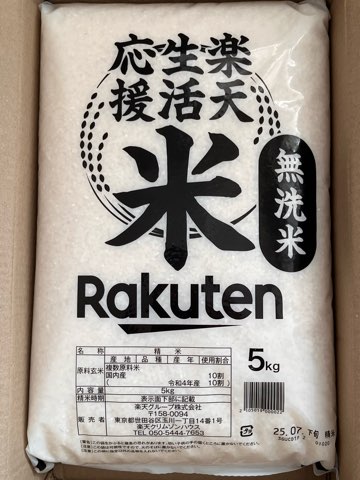 楽天
生活
応援
米
無洗米
Rakuten
5kg
名称 精米
原料玄米 産地 品種 産年 使用割合
複数原料米
国内産 10割
( 令和4年産 10割 )
内容量 5kg
精米時期 表示面下部に記載
販売者 楽天グループ株式会社
〒158-0094
東京都世田谷区玉川一丁目14番1号
楽天クリムゾンハウス
TEL 050-5444-7653
25.07.下旬 精米